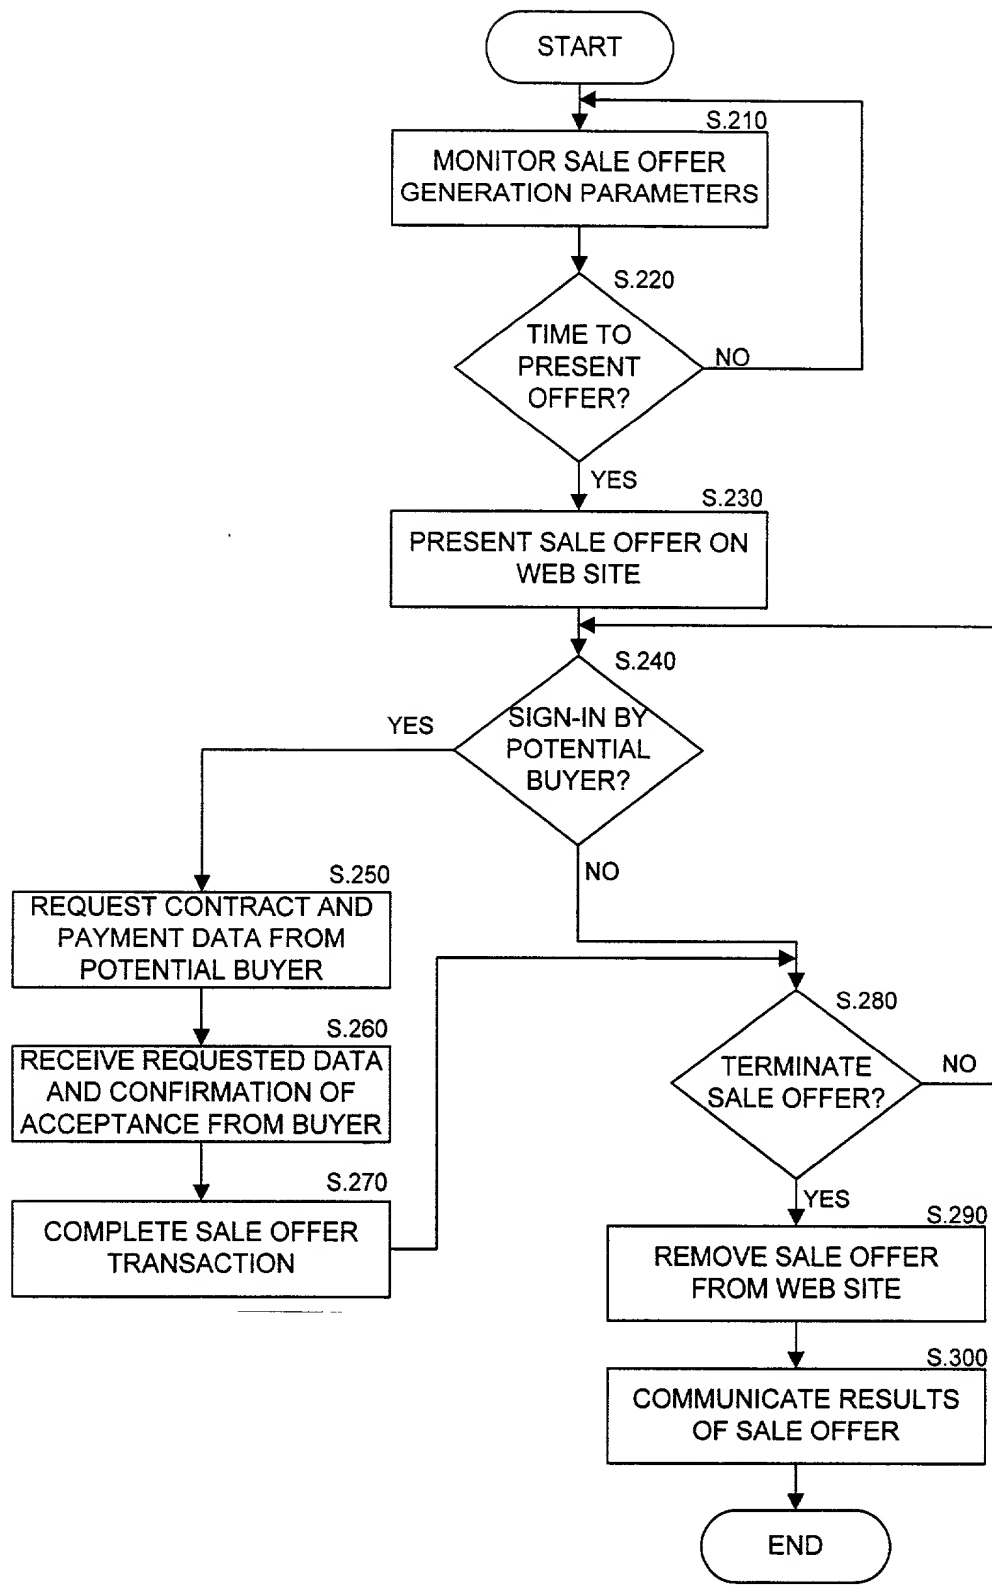 START
S.210
MONITOR SALE OFFER
GENERATION PARAMETERS
S.220
TIME TO
PRESENT
OFFER?
NO
YES
S.230
PRESENT SALE OFFER ON
WEB SITE
S.240
YES
SIGN-IN BY
POTENTIAL
BUYER?
NO
S.250
REQUEST CONTRACT AND
PAYMENT DATA FROM
POTENTIAL BUYER
S.260
RECEIVE REQUESTED DATA
AND CONFIRMATION OF
ACCEPTANCE FROM BUYER
S.270
COMPLETE SALE OFFER
TRANSACTION
S.280
TERMINATE
SALE OFFER?
NO
YES
S.290
REMOVE SALE OFFER
FROM WEB SITE
S.300
COMMUNICATE RESULTS
OF SALE OFFER
END